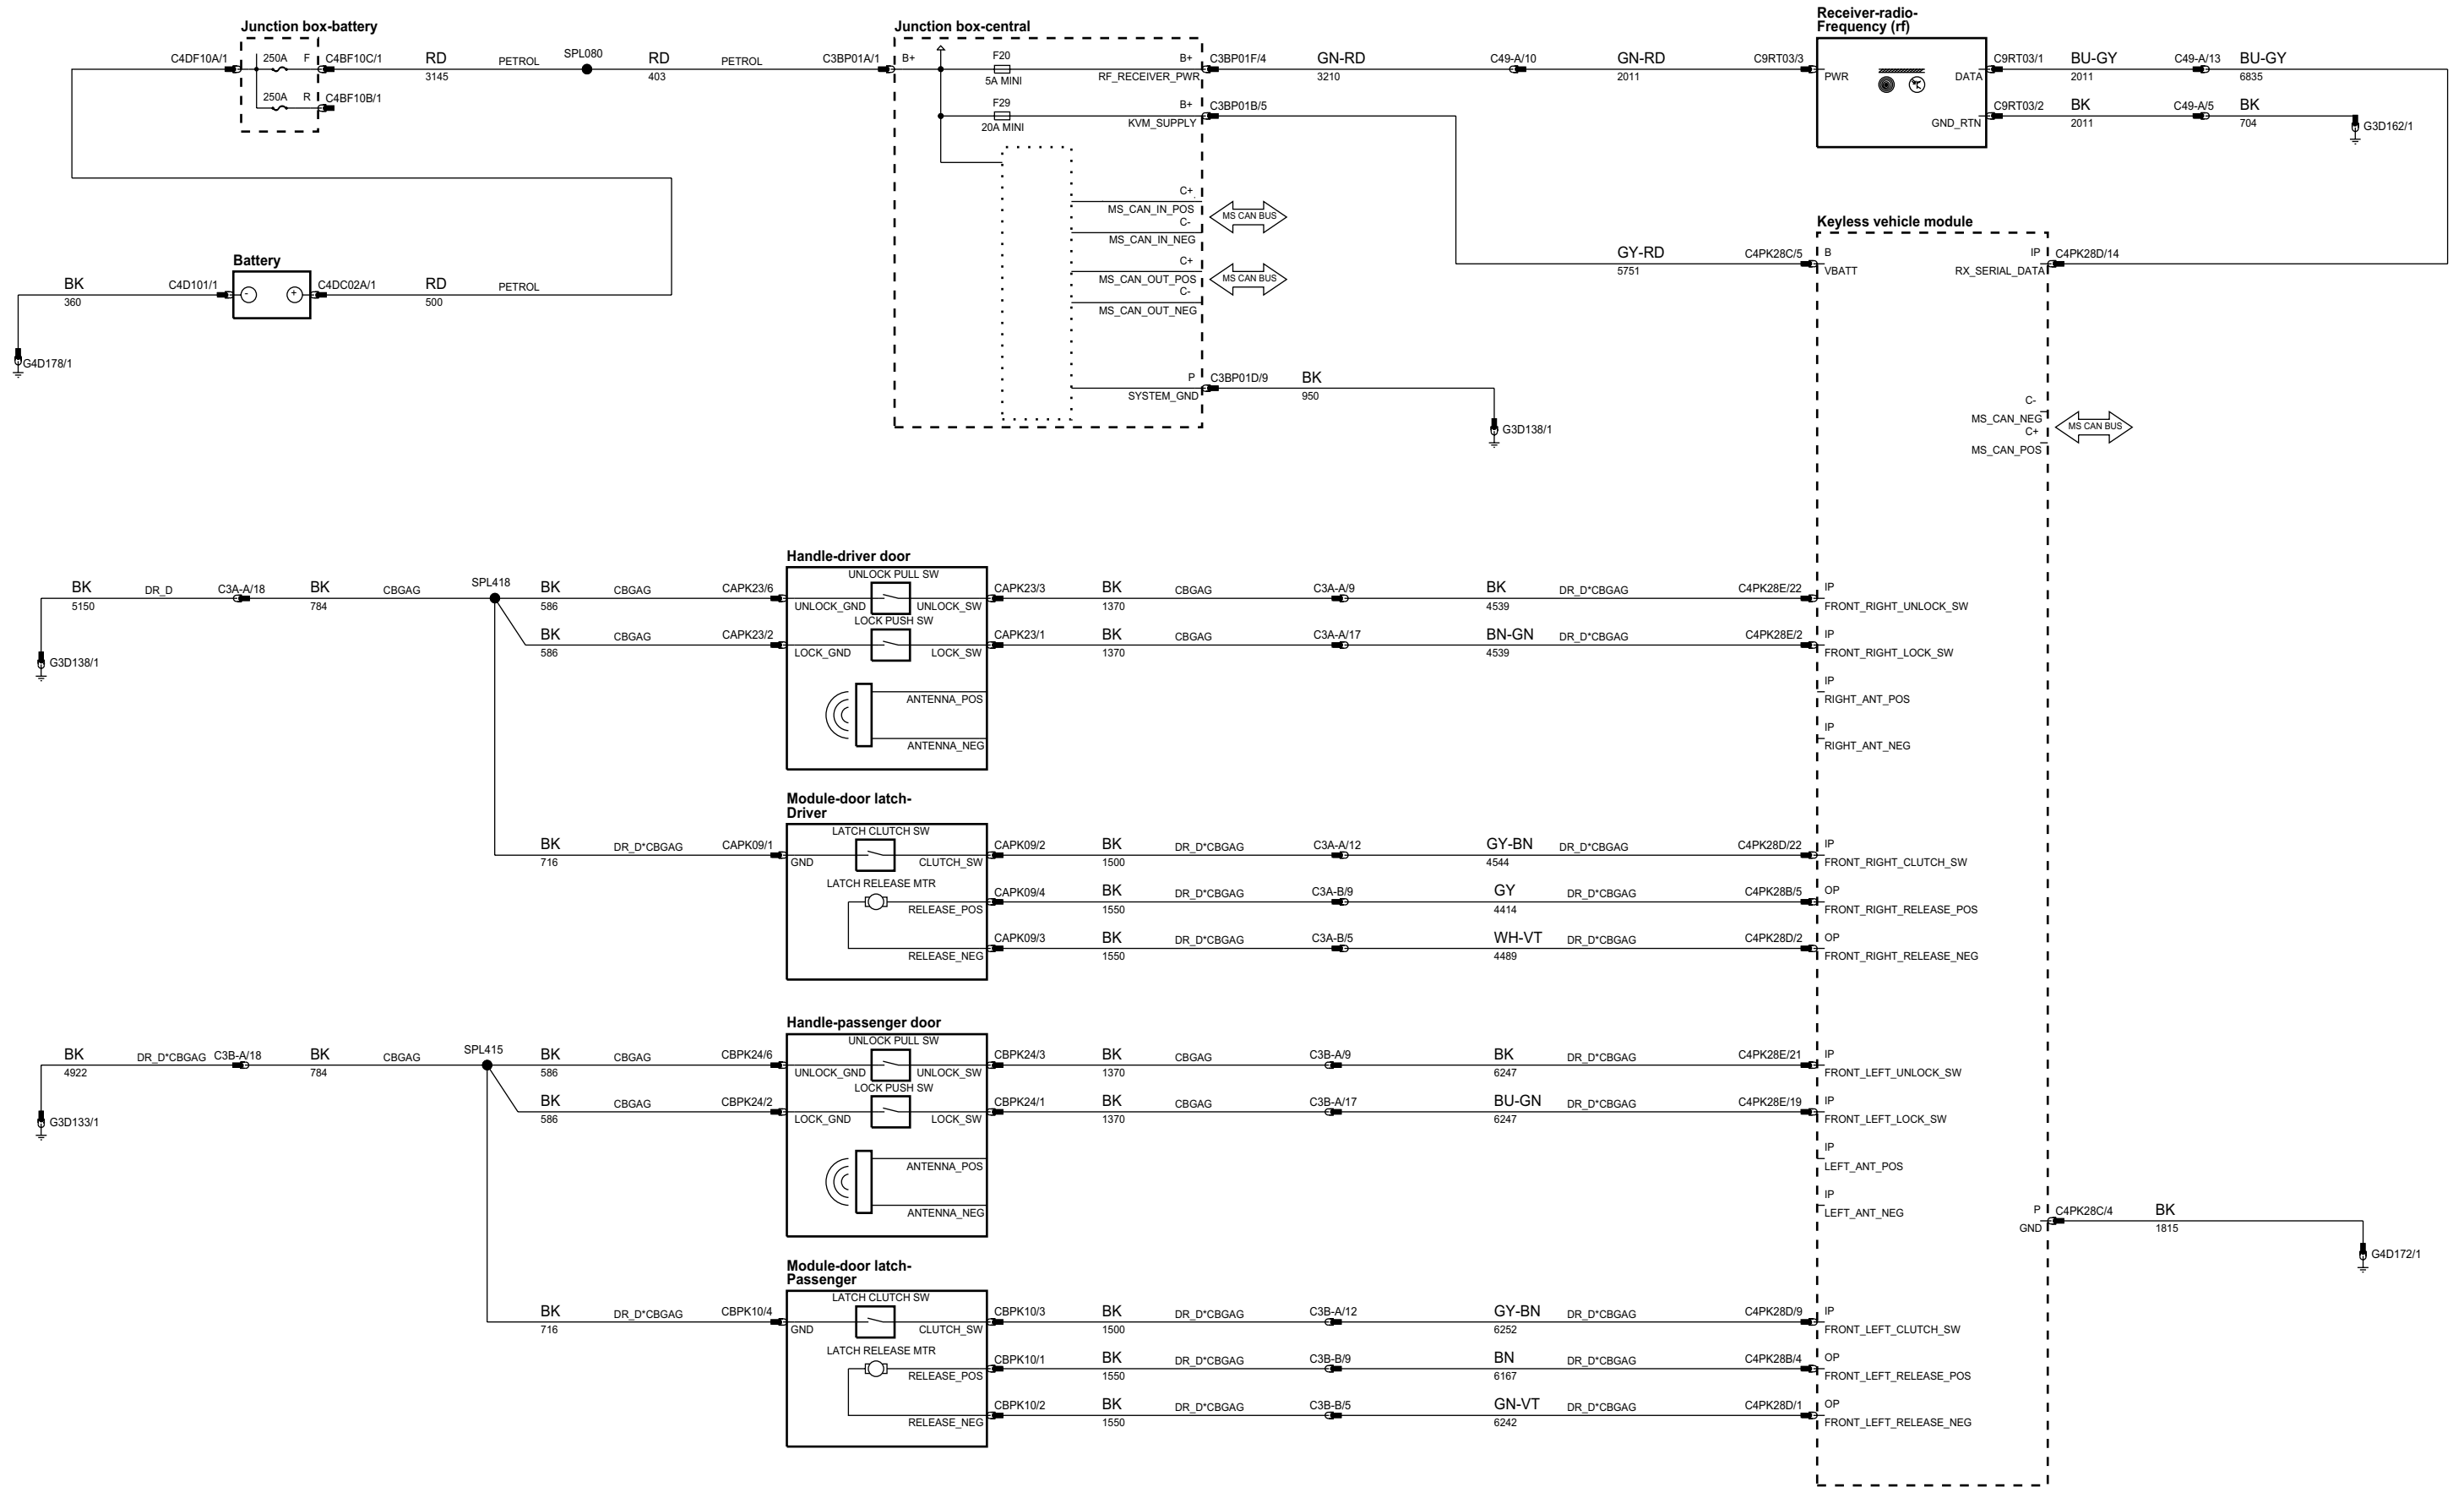 Junction box-battery
C4DF10A/1
250A
F
C4BF10C/1
250A
R
C4BF10B/1
RD
3145
PETROL
SPL080
RD
403
PETROL
C3BP01A/1
Junction box-central
B+
F20
5A MINI
B+
RF_RECEIVER_PWR
C3BP01F/4
GN-RD
3210
C49-A/10
GN-RD
2011
C9RT03/3
F29
20A MINI
B+
KVM_SUPPLY
C3BP01B/5
C+
MS_CAN_IN_POS
C-
MS_CAN_IN_NEG
MS CAN BUS
C+
MS_CAN_OUT_POS
C-
MS_CAN_OUT_NEG
MS CAN BUS
P
SYSTEM_GND
C3BP01D/9
BK
950
G3D138/1
Receiver-radio-
Frequency (rf)
PWR
DATA
GND_RTN
C9RT03/1
BU-GY
2011
C49-A/13
BU-GY
6835
C9RT03/2
BK
2011
C49-A/5
BK
704
G3D162/1
Battery
BK
360
C4D101/1
-
+
C4DC02A/1
RD
500
PETROL
G4D178/1
Keyless vehicle module
GY-RD
5751
C4PK28C/5
B
VBATT
IP
RX_SERIAL_DATA
C4PK28D/14
C-
MS_CAN_NEG
C+
MS_CAN_POS
MS CAN BUS
Handle-driver door
BK
5150
DR_D
C3A-A/18
BK
784
CBGAG
SPL418
BK
586
CBGAG
CAPK23/6
UNLOCK PULL SW
UNLOCK_GND
UNLOCK_SW
CAPK23/3
BK
1370
CBGAG
C3A-A/9
BK
4539
DR_D*CBGAG
C4PK28E/22
IP
FRONT_RIGHT_UNLOCK_SW
G3D138/1
BK
586
CBGAG
CAPK23/2
LOCK PUSH SW
LOCK_GND
LOCK_SW
CAPK23/1
BK
1370
CBGAG
C3A-A/17
BN-GN
4539
DR_D*CBGAG
C4PK28E/2
IP
FRONT_RIGHT_LOCK_SW
ANTENNA_POS
ANTENNA_NEG
IP
RIGHT_ANT_POS
IP
RIGHT_ANT_NEG
Module-door latch-
Driver
BK
716
DR_D*CBGAG
CAPK09/1
LATCH CLUTCH SW
GND
CLUTCH_SW
CAPK09/2
BK
1500
DR_D*CBGAG
C3A-A/12
GY-BN
4544
DR_D*CBGAG
C4PK28D/22
IP
FRONT_RIGHT_CLUTCH_SW
LATCH RELEASE MTR
RELEASE_POS
CAPK09/4
BK
1550
DR_D*CBGAG
C3A-B/9
GY
4414
DR_D*CBGAG
C4PK28B/5
OP
FRONT_RIGHT_RELEASE_POS
RELEASE_NEG
CAPK09/3
BK
1550
DR_D*CBGAG
C3A-B/5
WH-VT
4489
DR_D*CBGAG
C4PK28D/2
OP
FRONT_RIGHT_RELEASE_NEG
Handle-passenger door
BK
4922
DR_D*CBGAG
C3B-A/18
BK
784
CBGAG
SPL415
BK
586
CBGAG
CBPK24/6
UNLOCK PULL SW
UNLOCK_GND
UNLOCK_SW
CBPK24/3
BK
1370
CBGAG
C3B-A/9
BK
6247
DR_D*CBGAG
C4PK28E/21
IP
FRONT_LEFT_UNLOCK_SW
G3D133/1
BK
586
CBGAG
CBPK24/2
LOCK PUSH SW
LOCK_GND
LOCK_SW
CBPK24/1
BK
1370
CBGAG
C3B-A/17
BU-GN
6247
DR_D*CBGAG
C4PK28E/19
IP
FRONT_LEFT_LOCK_SW
ANTENNA_POS
ANTENNA_NEG
IP
LEFT_ANT_POS
IP
LEFT_ANT_NEG
P
GND
C4PK28C/4
BK
1815
G4D172/1
Module-door latch-
Passenger
BK
716
DR_D*CBGAG
CBPK10/4
LATCH CLUTCH SW
GND
CLUTCH_SW
CBPK10/3
BK
1500
DR_D*CBGAG
C3B-A/12
GY-BN
6252
DR_D*CBGAG
C4PK28D/9
IP
FRONT_LEFT_CLUTCH_SW
LATCH RELEASE MTR
RELEASE_POS
CBPK10/1
BK
1550
DR_D*CBGAG
C3B-B/9
BN
6167
DR_D*CBGAG
C4PK28B/4
OP
FRONT_LEFT_RELEASE_POS
RELEASE_NEG
CBPK10/2
BK
1550
DR_D*CBGAG
C3B-B/5
GN-VT
6242
DR_D*CBGAG
C4PK28D/1
OP
FRONT_LEFT_RELEASE_NEG